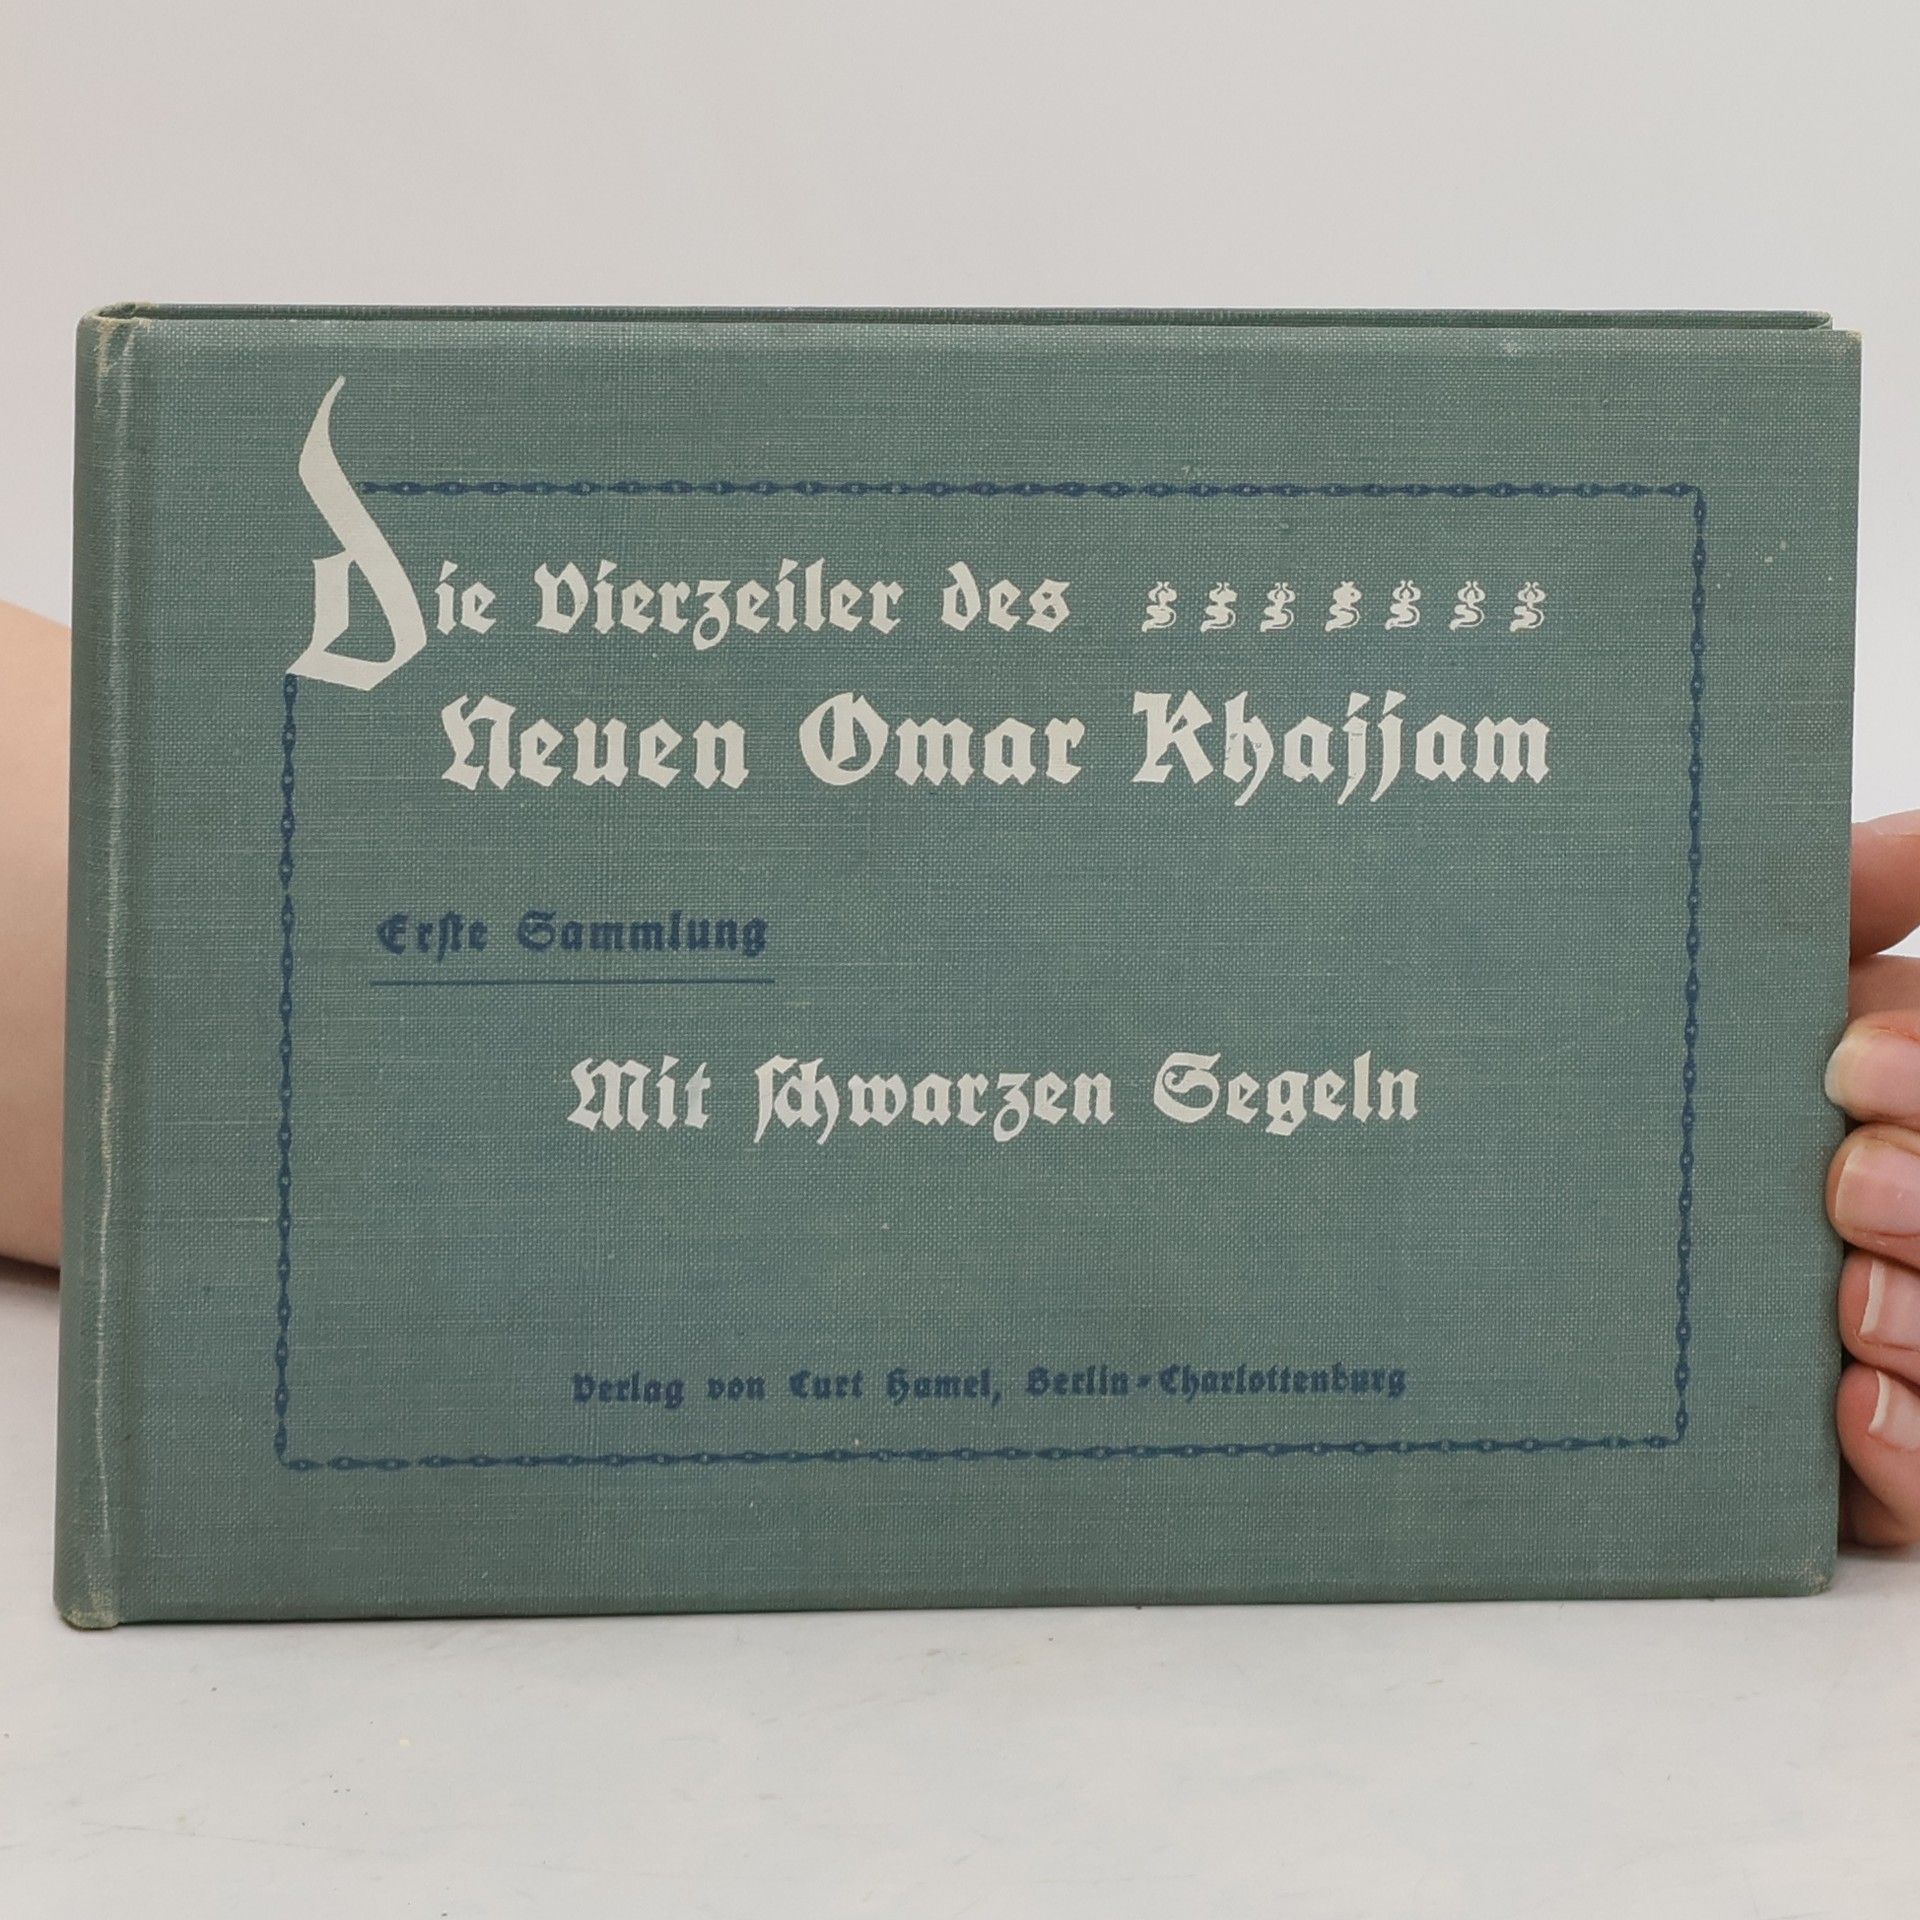 Die Vierzeiler des
Neuen Omar Khajjam
Erſte Sammlung
Mit ſchwarzen Segeln
Verlag von Curt Hamel, Berlin-Charlottenburg